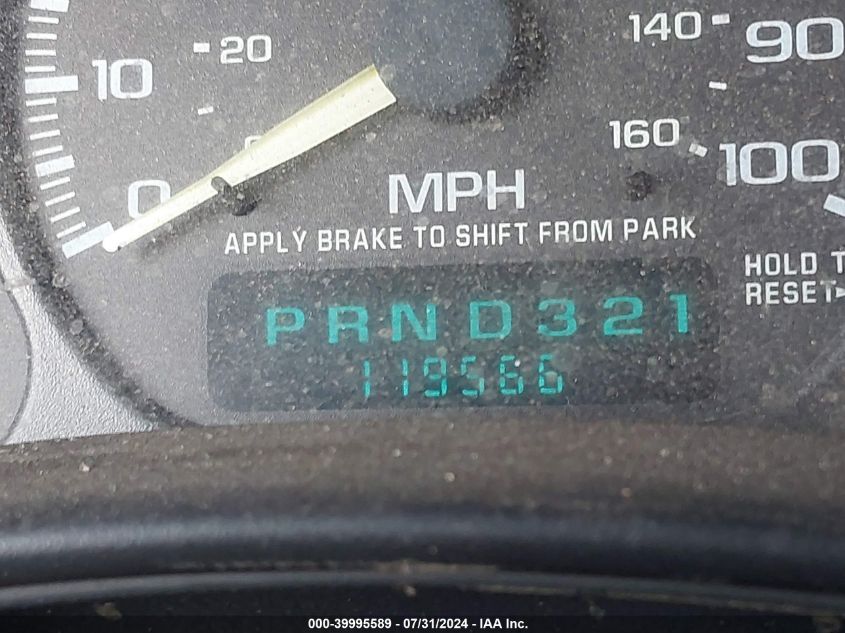 20
10
0
140
90
160
100
MPH
APPLY BRAKE TO SHIFT FROM PARK
HOLD T
RESET
PRND321
119566
000-39995589 - 07/31/2024 - IAA Inc.